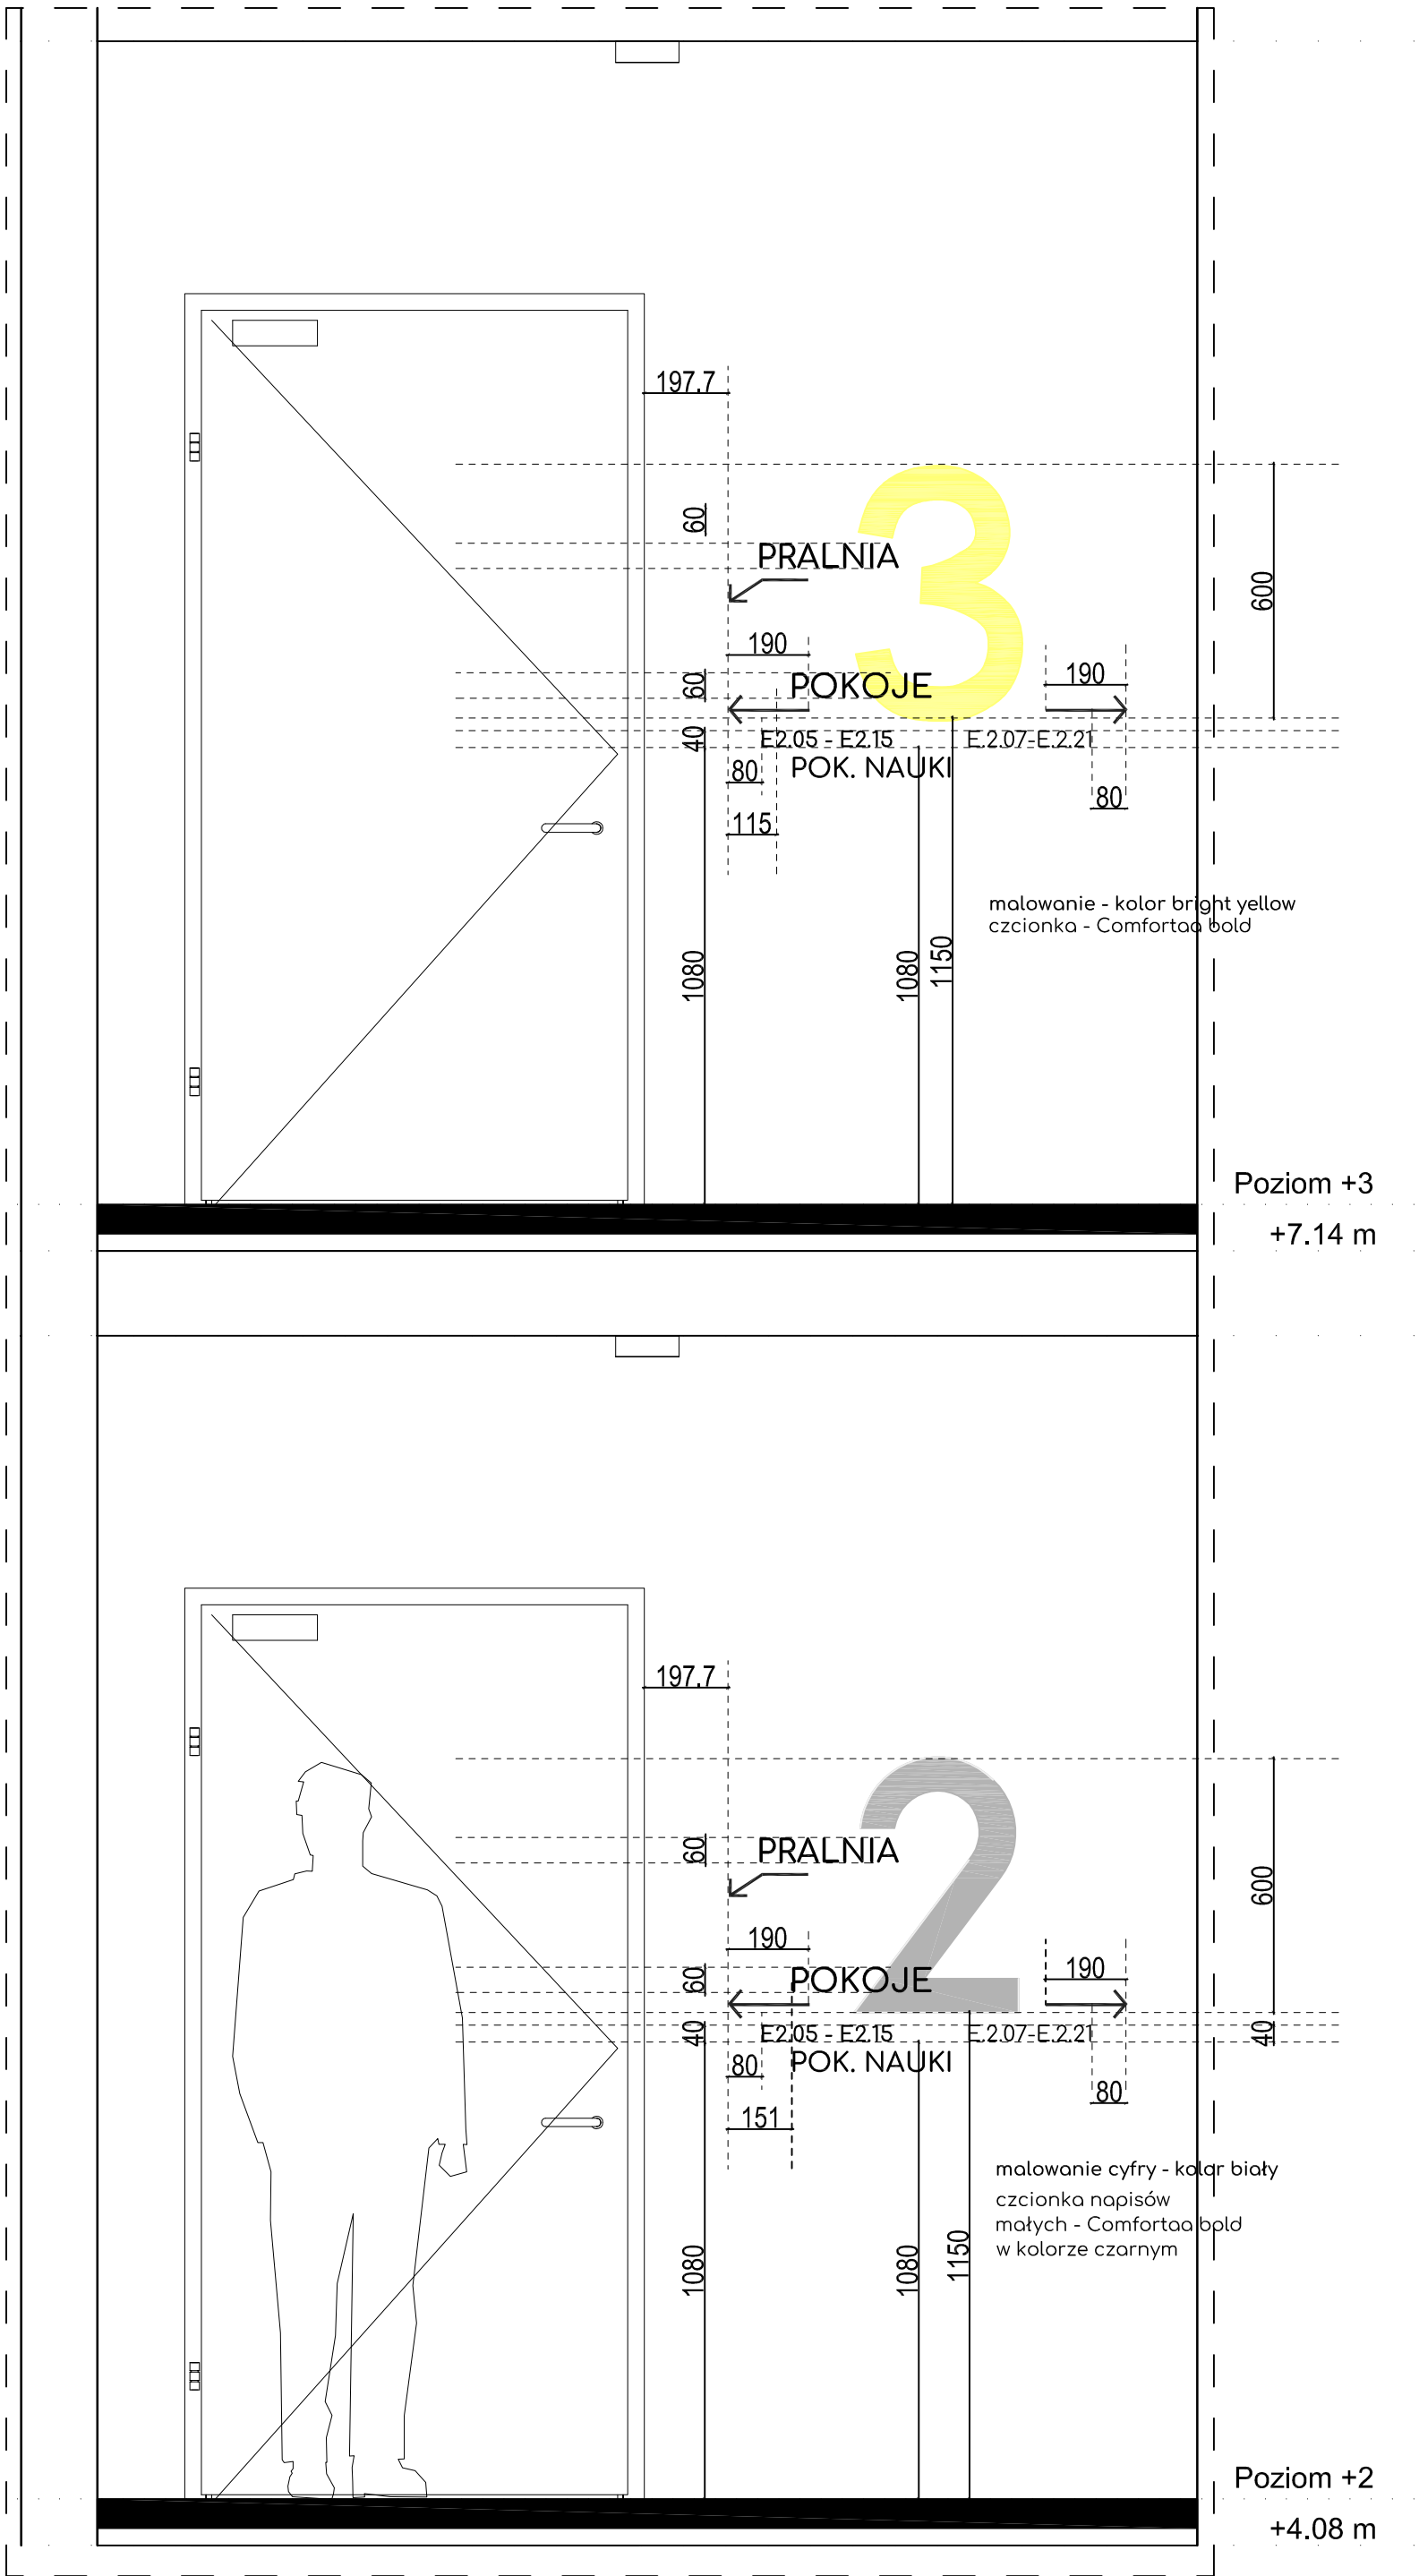 197.7
3
60
PRALNIA
600
190
190
60
POKOJE
40
E2.05 - E2.15
E.2.07-E.2.21
POK. NAUKI
80
80
115
malowanie - kolor bright yellow
czcionka - Comfortaa bold
1080
1080
1150
Poziom +3
+7.14 m
197.7
2
60
PRALNIA
600
190
190
60
POKOJE
40
E2.05 - E2.15
E.2.07-E.2.21
40
POK. NAUKI
80
80
151
malowanie cyfry - kolor biały
czcionka napisów
małych - Comfortaa bold
w kolorze czarnym
1080
1080
1150
Poziom +2
+4.08 m